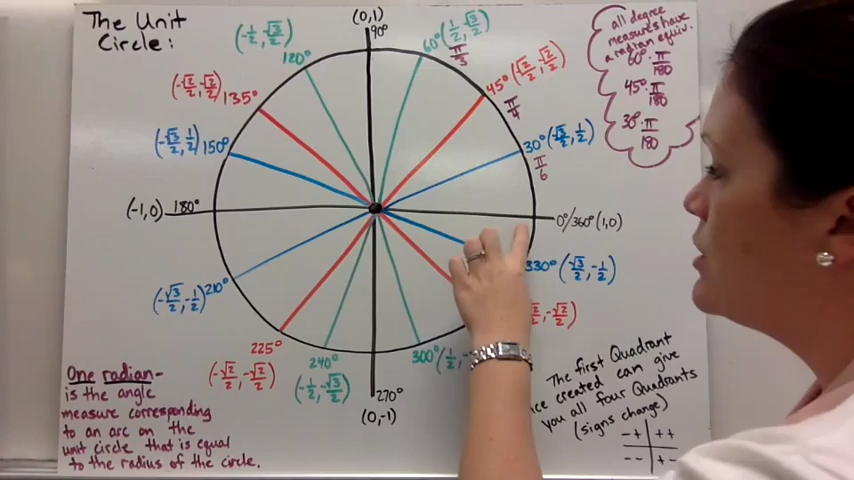 The Unit
Circle:
(0,1)
90°
(-1/2, √3/2)
120°
60° (1/2, √3/2)
π/3
(-√2/2, √2/2) 135°
45° (√2/2, √2/2)
π/4
(-√3/2, 1/2) 150°
30° (√3/2, 1/2)
π/6
(-1,0) 180°
0°/360° (1,0)
(-√3/2, -1/2) 210°
330° (√3/2, -1/2)
225°
(-√2/2, -√2/2)
√2/2, -√2/2)
240°
(-1/2, -√3/2)
300° (1/2, -
270°
(0,-1)
all degree
measures have
a radian equiv.
60° · π/180
45° · π/180
30° · π/180
One radian-
is the angle
measure corresponding
to an arc on the
unit circle that is equal
to the radius of the circle.
The first Quadrant
created can give
you all four Quadrants
(signs change)
-+ ++
-- +-